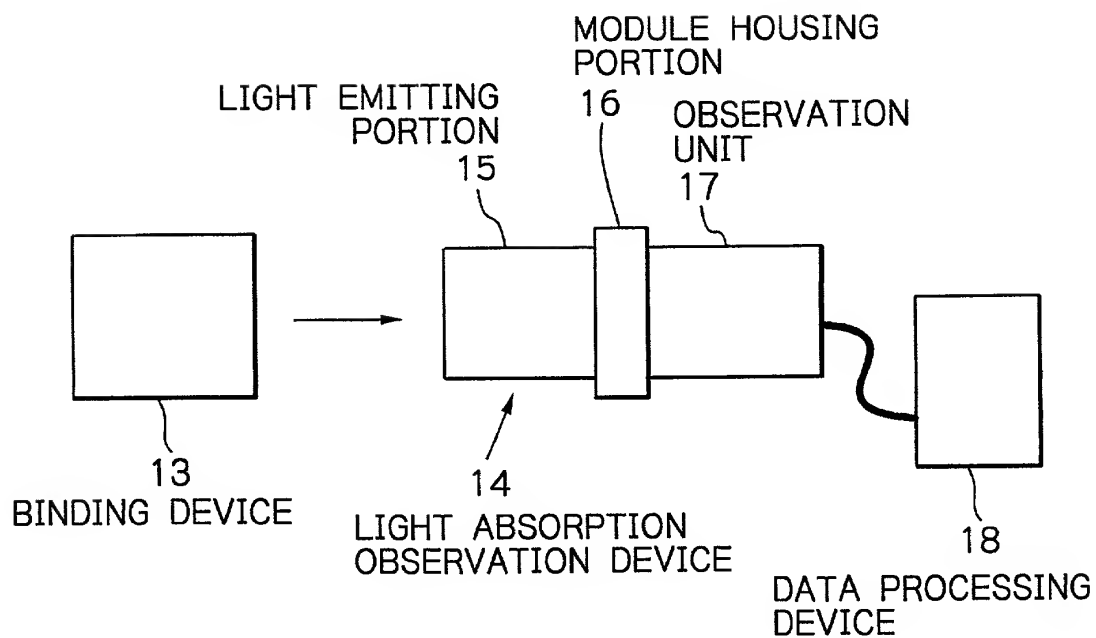 MODULE HOUSING
PORTION
16
LIGHT EMITTING
PORTION
15
OBSERVATION
UNIT
17
13
BINDING DEVICE
14
LIGHT ABSORPTION
OBSERVATION DEVICE
18
DATA PROCESSING
DEVICE